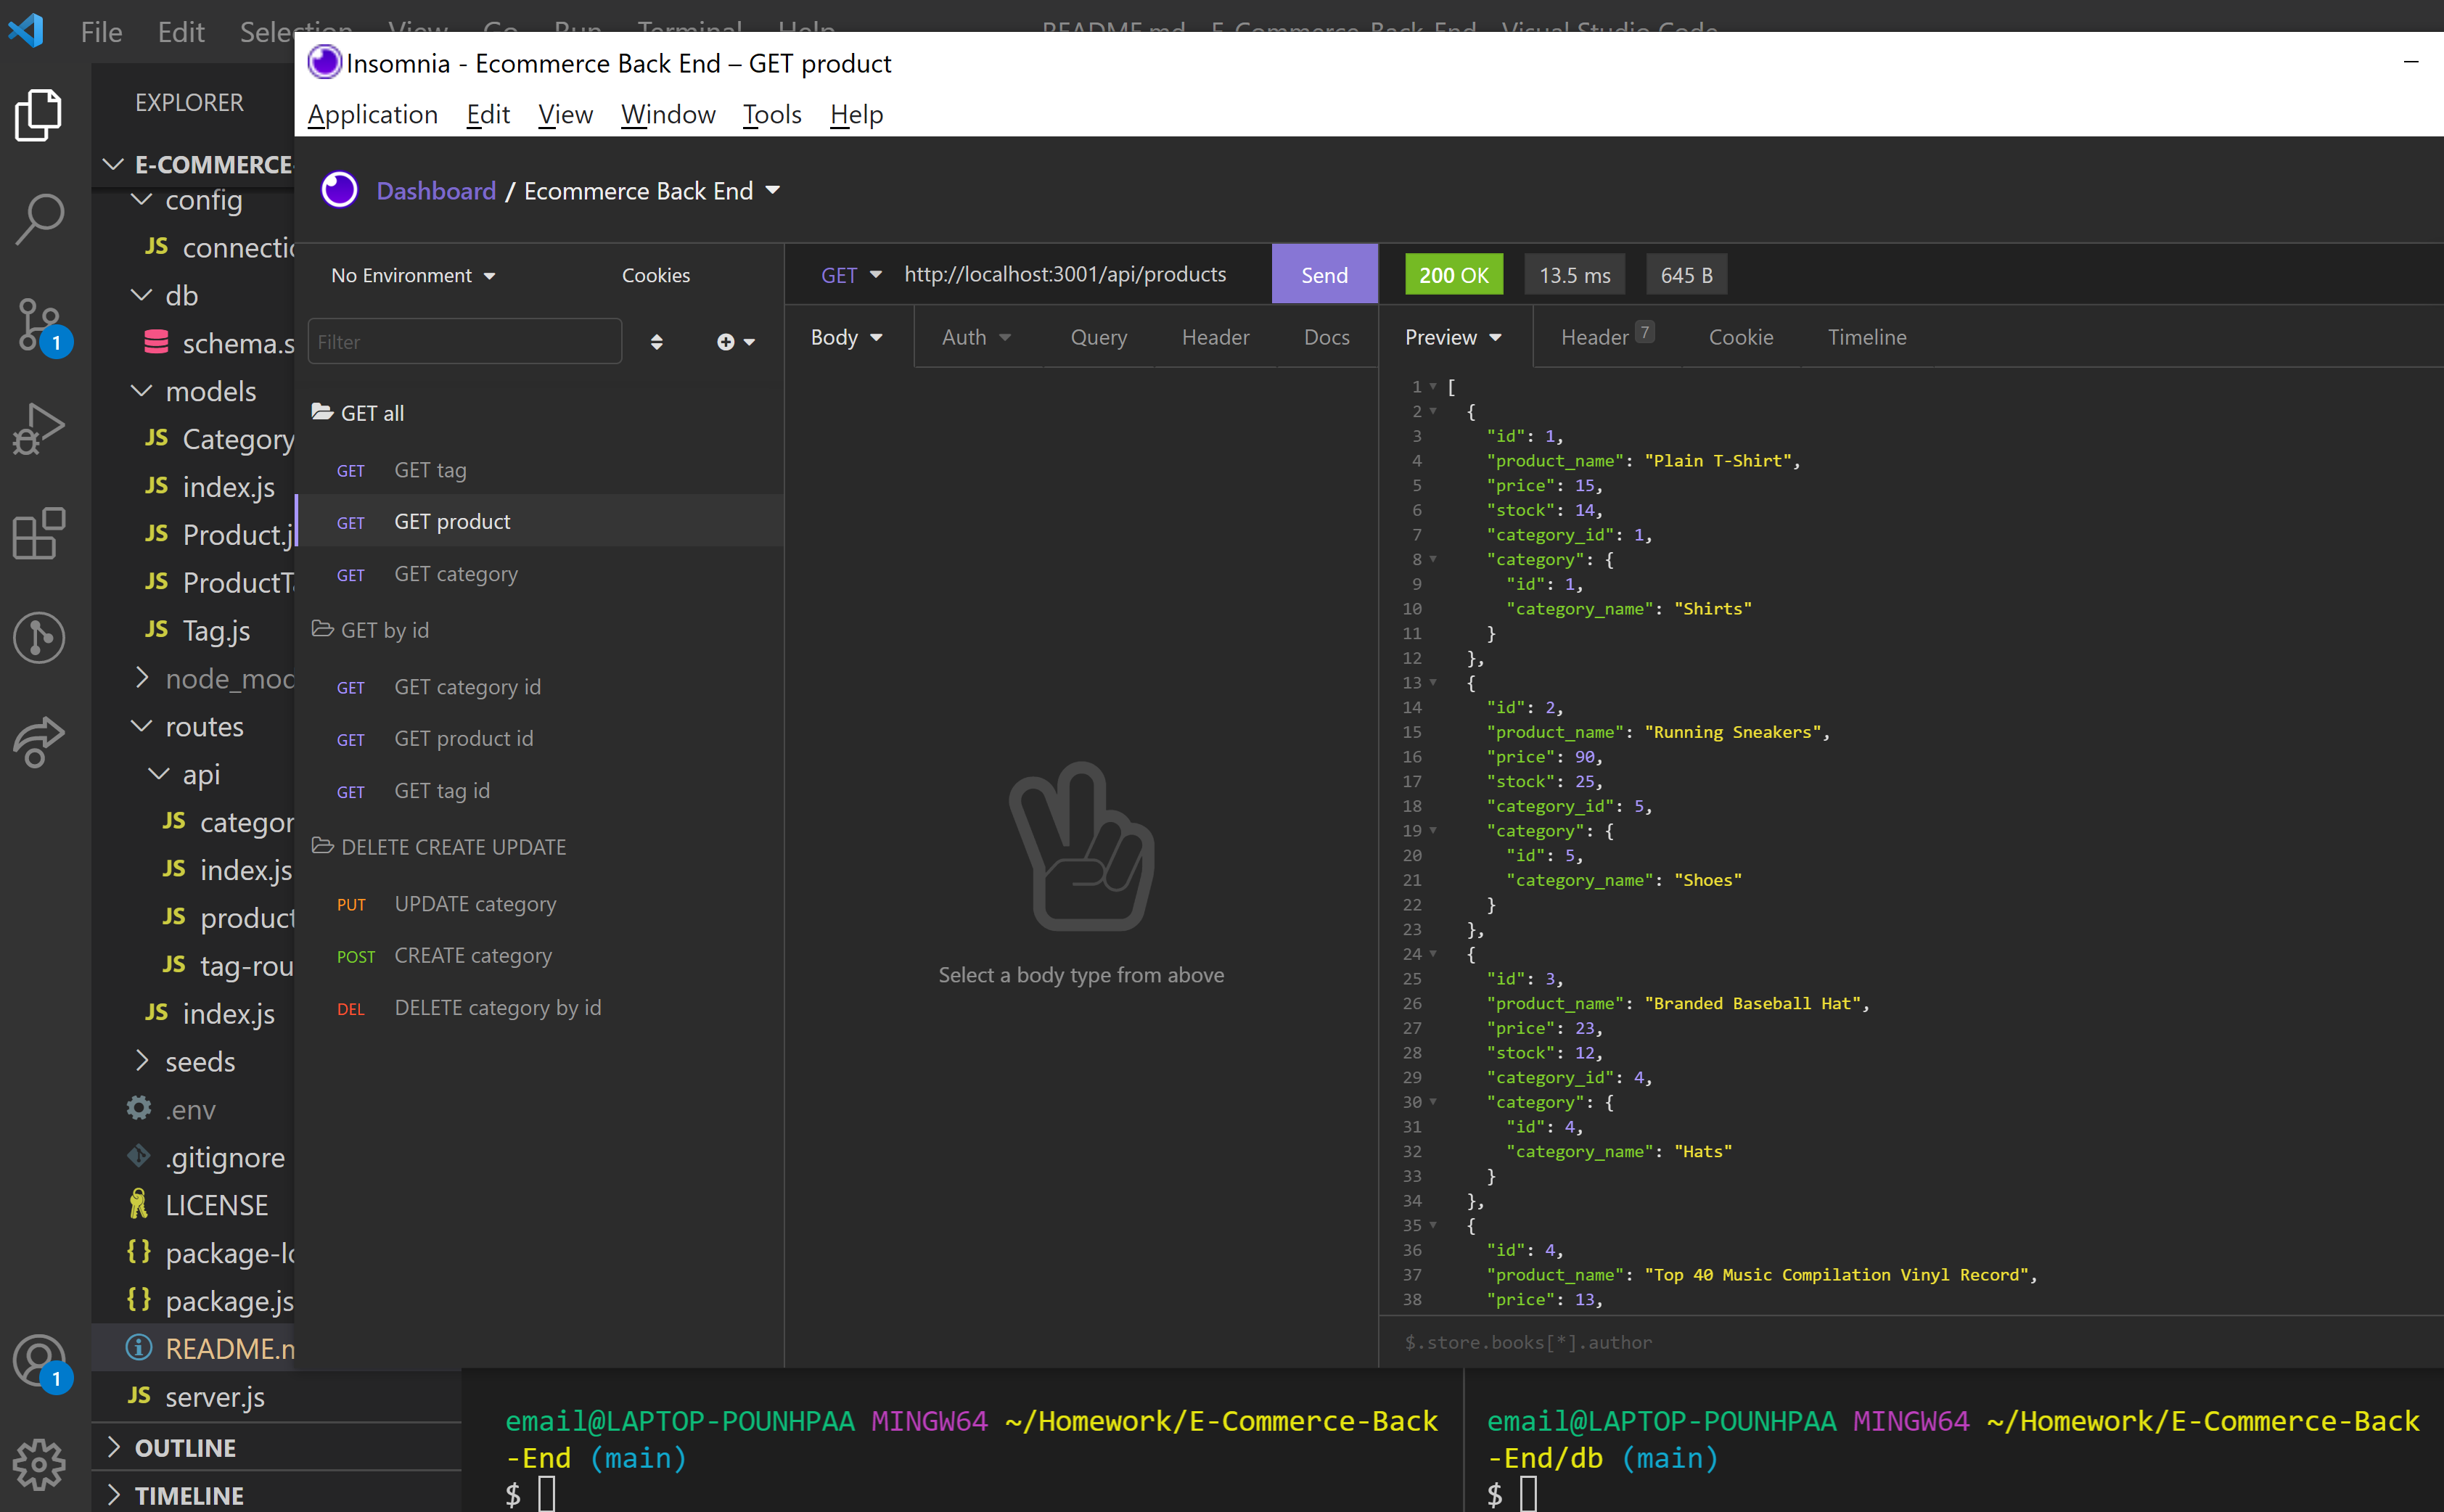 File Edit Selection View Go Run Terminal Help README.md - E-Commerce-Back-End - Visual Studio Code
Insomnia - Ecommerce Back End – GET product
Application Edit View Window Tools Help
Dashboard / Ecommerce Back End
EXPLORER
E-COMMERCE-
config
JS connectio
db
schema.s
models
JS Category
JS index.js
JS Product.j
JS ProductTa
JS Tag.js
node_mod
routes
api
JS categor
JS index.js
JS product
JS tag-rou
JS index.js
seeds
.env
.gitignore
LICENSE
{} package-lo
{} package.js
README.m
JS server.js
OUTLINE
TIMELINE
1
1
No Environment Cookies
Filter
GET all
GET GET tag
GET GET product
GET GET category
GET by id
GET GET category id
GET GET product id
GET GET tag id
DELETE CREATE UPDATE
PUT UPDATE category
POST CREATE category
DEL DELETE category by id
GET http://localhost:3001/api/products Send
Body Auth Query Header Docs
Select a body type from above
200 OK 13.5 ms 645 B
Preview Header 7 Cookie Timeline
1 [
2 {
3 "id": 1,
4 "product_name": "Plain T-Shirt",
5 "price": 15,
6 "stock": 14,
7 "category_id": 1,
8 "category": {
9 "id": 1,
10 "category_name": "Shirts"
11 }
12 },
13 {
14 "id": 2,
15 "product_name": "Running Sneakers",
16 "price": 90,
17 "stock": 25,
18 "category_id": 5,
19 "category": {
20 "id": 5,
21 "category_name": "Shoes"
22 }
23 },
24 {
25 "id": 3,
26 "product_name": "Branded Baseball Hat",
27 "price": 23,
28 "stock": 12,
29 "category_id": 4,
30 "category": {
31 "id": 4,
32 "category_name": "Hats"
33 }
34 },
35 {
36 "id": 4,
37 "product_name": "Top 40 Music Compilation Vinyl Record",
38 "price": 13,
$.store.books[*].author
email@LAPTOP-POUNHPAA MINGW64 ~/Homework/E-Commerce-Back
-End (main)
$
email@LAPTOP-POUNHPAA MINGW64 ~/Homework/E-Commerce-Back
-End/db (main)
$